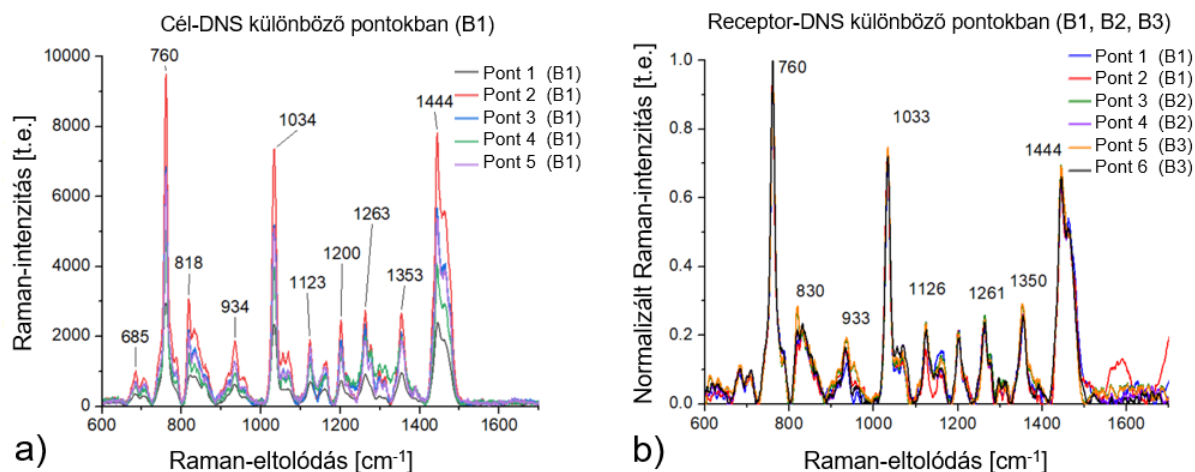 Cél-DNS különböző pontokban (B1)
10000
8000
6000
4000
2000
0
Raman-intenzitás [t.e.]
760
1034
1444
818
1263
1200
1353
934
1123
685
Pont 1 (B1)
Pont 2 (B1)
Pont 3 (B1)
Pont 4 (B1)
Pont 5 (B1)
600 800 1000 1200 1400 1600
Raman-eltolódás [cm⁻¹]
a)
Receptor-DNS különböző pontokban (B1, B2, B3)
1.0
0.8
0.6
0.4
0.2
0.0
Normalizált Raman-intenzitás [t.e.]
760
1033
1444
830
933
1126
1261
1350
Pont 1 (B1)
Pont 2 (B1)
Pont 3 (B2)
Pont 4 (B2)
Pont 5 (B3)
Pont 6 (B3)
600 800 1000 1200 1400 1600
Raman-eltolódás [cm⁻¹]
b)